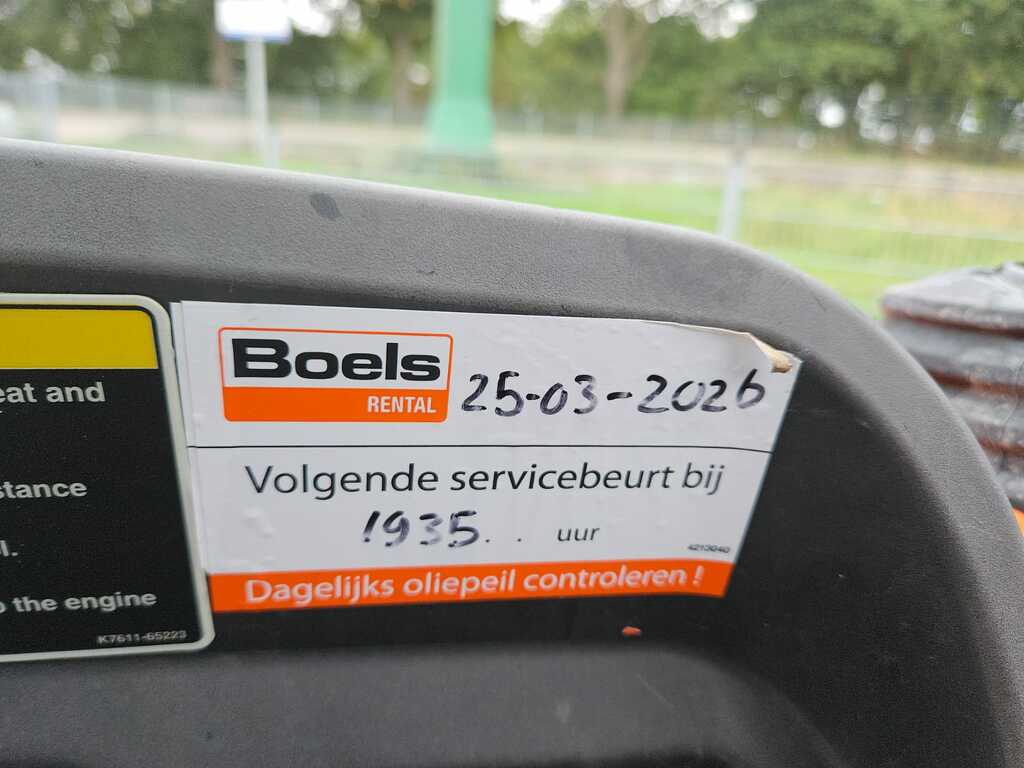 eat and
stance
the engine
K7611-65223
Boels
RENTAL
25-03-2026
Volgende servicebeurt bij
1935. . uur
4213040
Dagelijks oliepeil controleren !